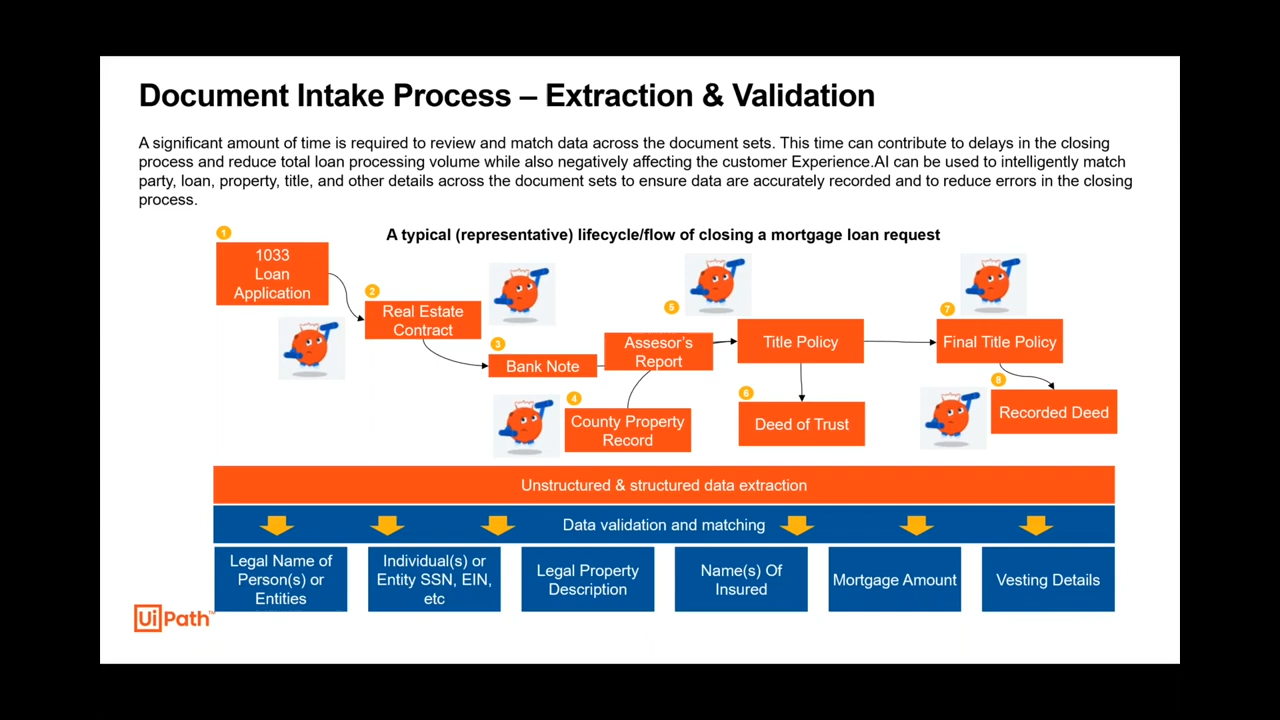 Document Intake Process – Extraction & Validation
A significant amount of time is required to review and match data across the document sets. This time can contribute to delays in the closing
process and reduce total loan processing volume while also negatively affecting the customer Experience.AI can be used to intelligently match
party, loan, property, title, and other details across the document sets to ensure data are accurately recorded and to reduce errors in the closing
process.
A typical (representative) lifecycle/flow of closing a mortgage loan request
1
1033
Loan
Application
2
Real Estate
Contract
3
Bank Note
4
County Property
Record
5
Assesor's
Report
Title Policy
6
Deed of Trust
7
Final Title Policy
8
Recorded Deed
Unstructured & structured data extraction
Data validation and matching
Legal Name of
Person(s) or
Entities
Individual(s) or
Entity SSN, EIN,
etc
Legal Property
Description
Name(s) Of
Insured
Mortgage Amount
Vesting Details
UiPath™